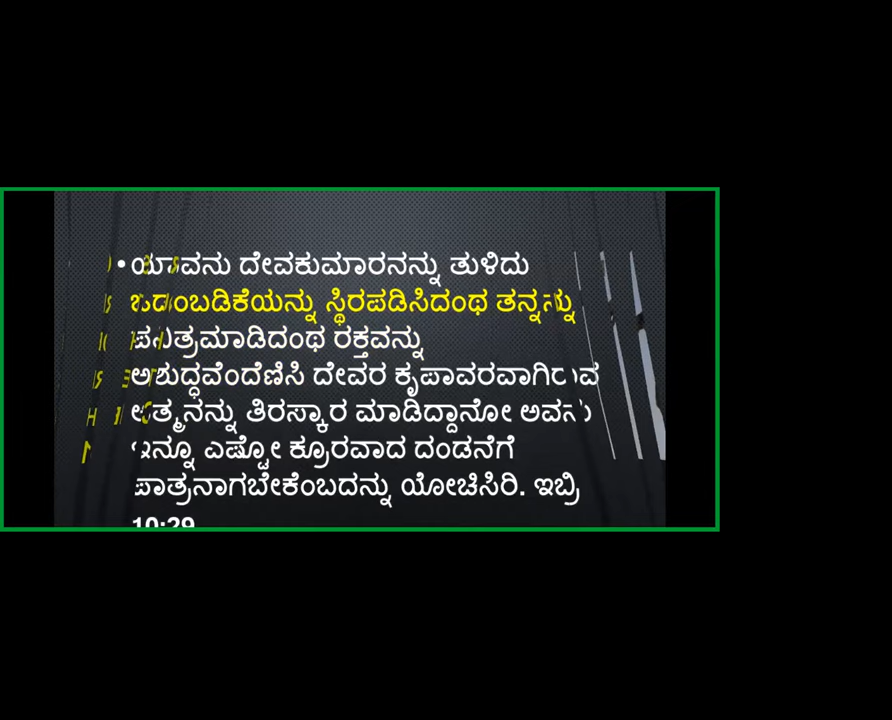 • ಯಾವನು ದೇವಕುಮಾರನನ್ನು ತುಳಿದು
ಒಡಂಬಡಿಕೆಯನ್ನು ಸ್ಥಿರಪಡಿಸಿದಂಥ ತನ್ನನ್ನು
ಪವಿತ್ರಮಾಡಿದಂಥ ರಕ್ತವನ್ನು
ಅಶುದ್ಧವೆಂದೆಣಿಸಿ ದೇವರ ಕೃಪಾವರವಾಗಿರುವ
ಆತ್ಮನನ್ನು ತಿರಸ್ಕಾರ ಮಾಡಿದ್ದಾನೋ ಅವನು
ಇನ್ನೂ ಎಷ್ಟೋ ಕ್ರೂರವಾದ ದಂಡನೆಗೆ
ಪಾತ್ರನಾಗಬೇಕೆಂಬದನ್ನು ಯೋಚಿಸಿರಿ. ಇಬ್ರಿ
10:29